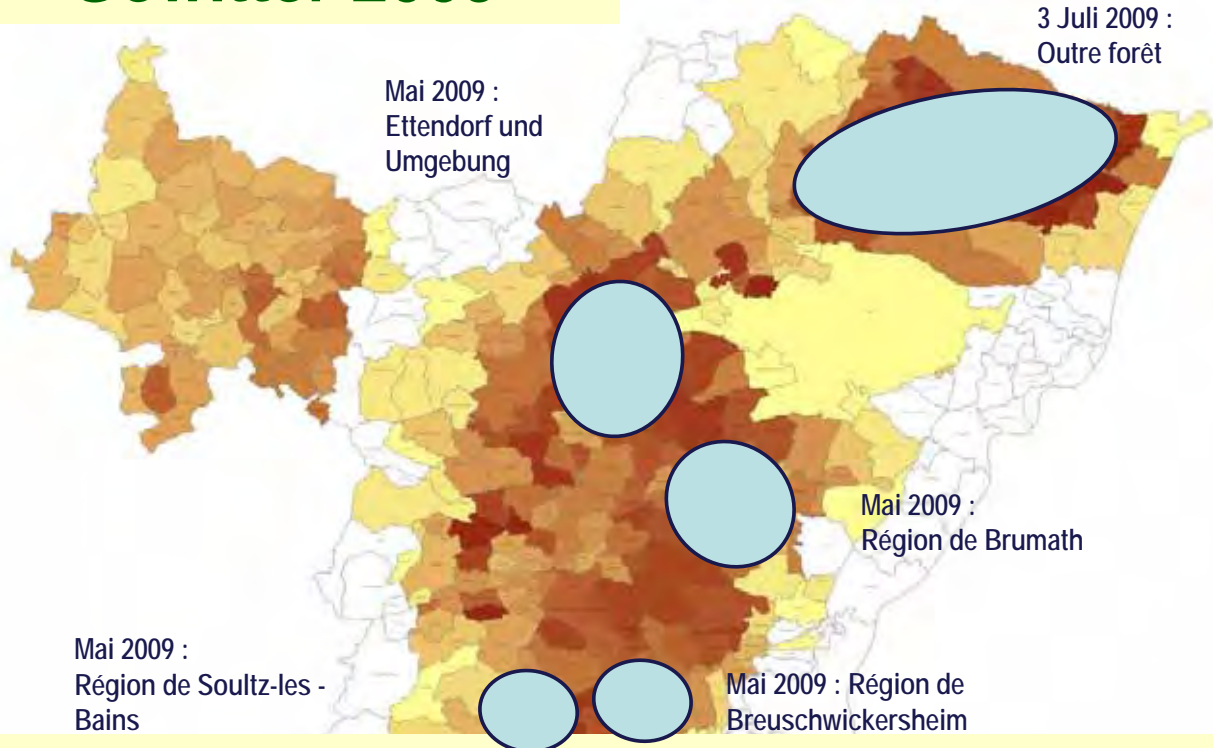 3 Juli 2009 :
Outre forêt
Mai 2009 :
Ettendorf und
Umgebung
Mai 2009 :
Région de Brumath
Mai 2009 :
Région de Soultz-les -
Bains
Mai 2009 : Région de
Breuschwickersheim